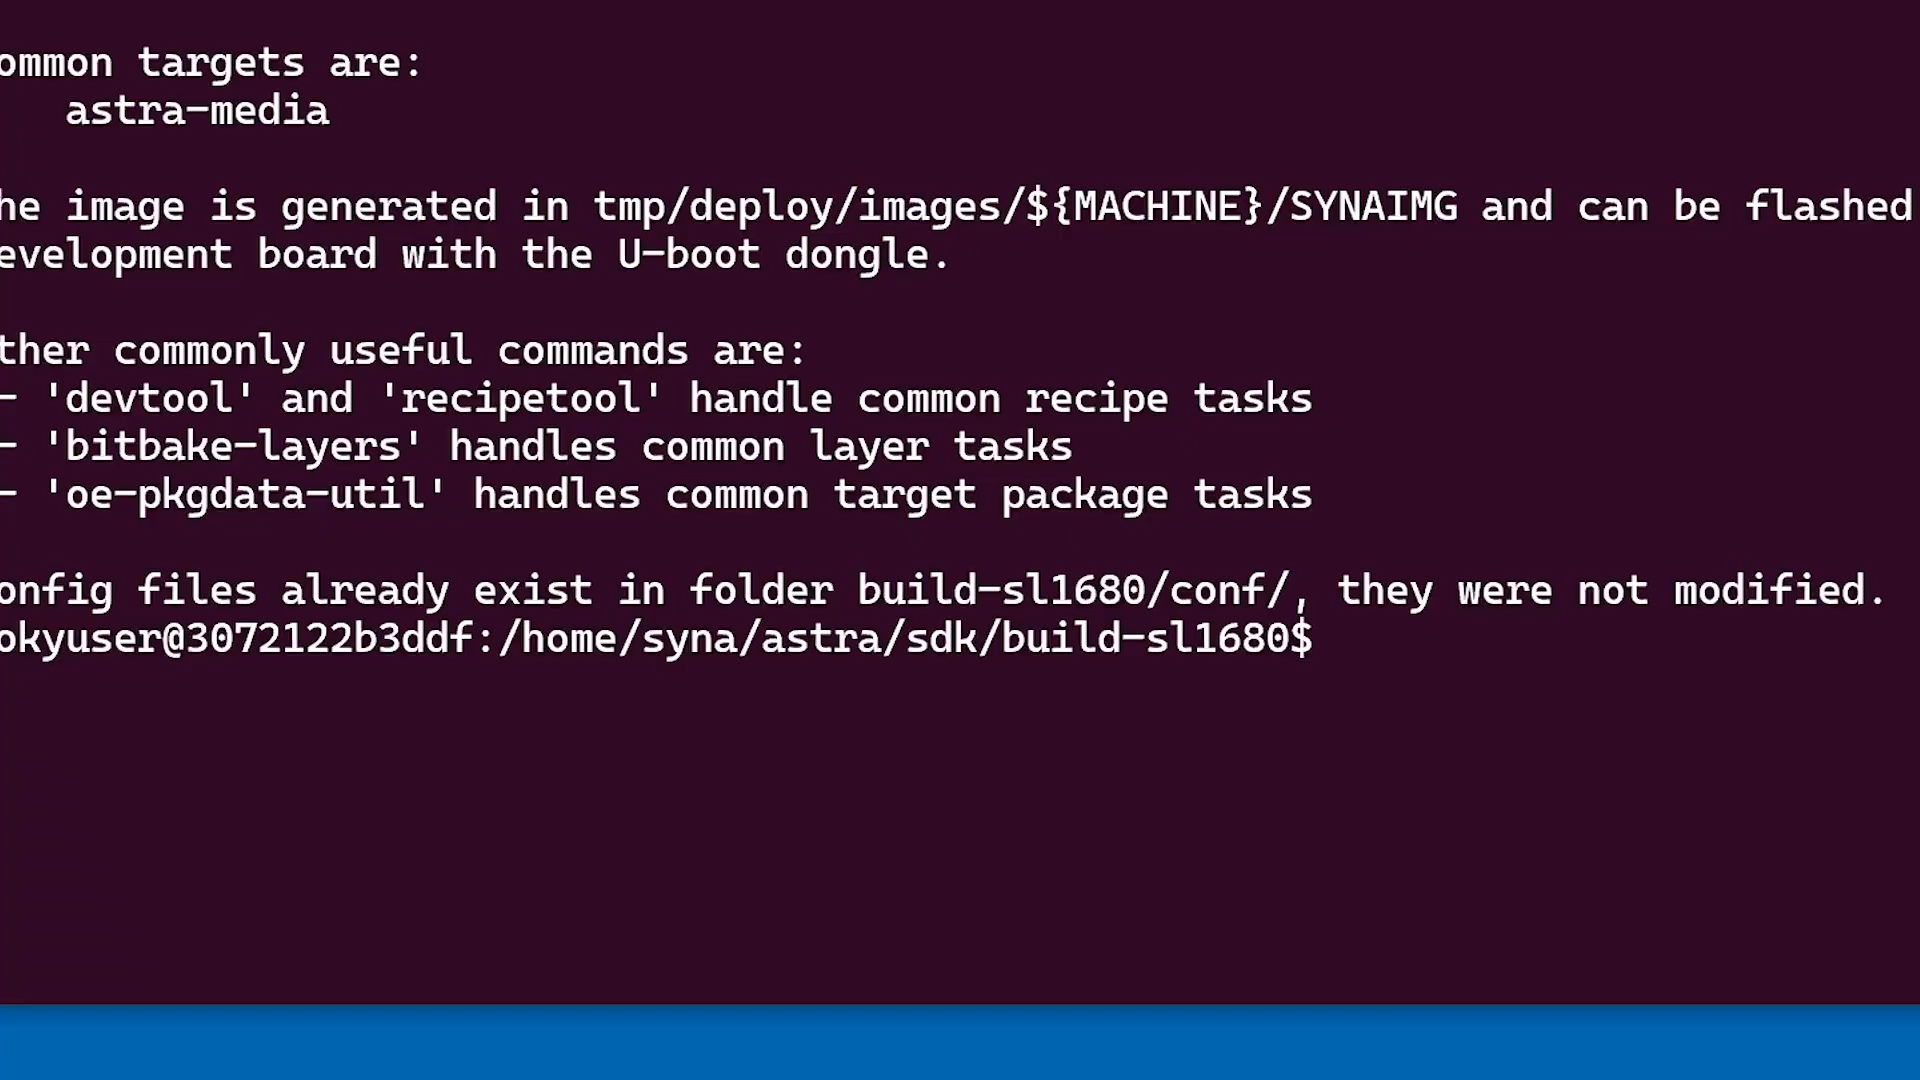 ommon targets are:
astra-media
he image is generated in tmp/deploy/images/${MACHINE}/SYNAIMG and can be flashed
evelopment board with the U-boot dongle.
ther commonly useful commands are:
- 'devtool' and 'recipetool' handle common recipe tasks
- 'bitbake-layers' handles common layer tasks
- 'oe-pkgdata-util' handles common target package tasks
onfig files already exist in folder build-sl1680/conf/, they were not modified.
okyuser@3072122b3ddf:/home/syna/astra/sdk/build-sl1680$